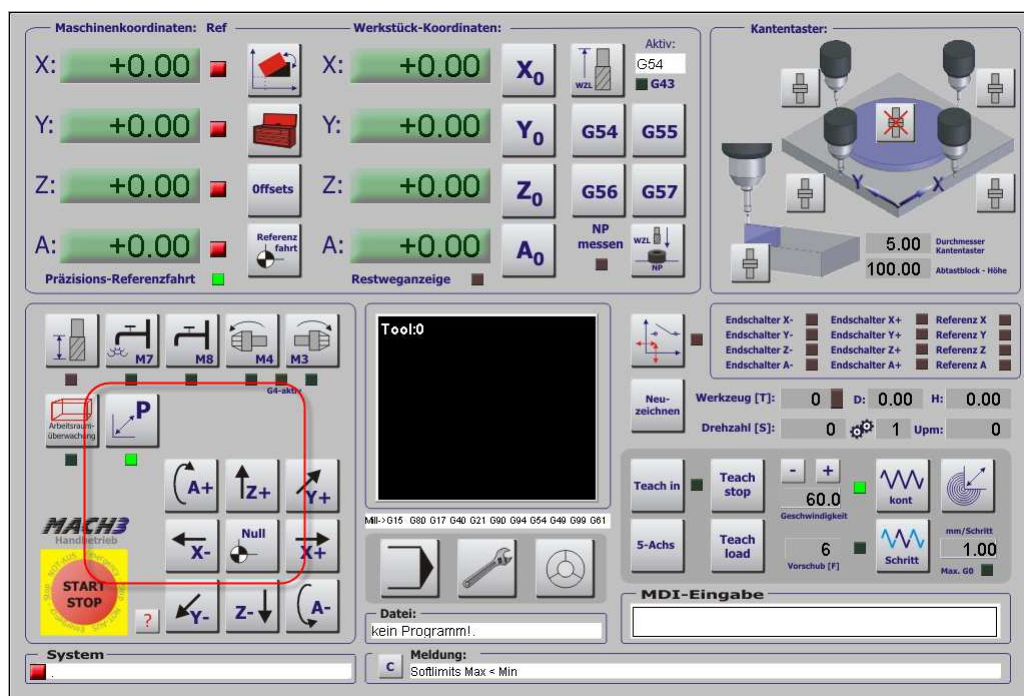 Maschinenkoordinaten: Ref
Werkstück-Koordinaten:
X: +0.00
Y: +0.00
Z: +0.00
A: +0.00
Präzisions-Referenzfahrt
Offsets
Referenz
fahrt
X: +0.00
Y: +0.00
Z: +0.00
A: +0.00
Restweganzeige
X0
Y0
Z0
A0
WZL
Aktiv:
G54
G43
G54 G55
G56 G57
NP
messen
WZL
NP
Kantentaster:
Y X
5.00 Durchmesser
Kantentaster
100.00 Abtastblock - Höhe
M7 M8 M4 M3
G4-aktiv
Arbeitsraum-
überwachung
P
A+ Z+ Y+
X- Null X+
Y- Z- A-
MACH3
Handbetrieb
START
STOP
?
System
.
Tool:0
Mill->G15 G80 G17 G40 G21 G90 G94 G54 G49 G99 G61
Datei:
kein Programm!.
C
Meldung:
Softlimits Max < Min
Endschalter X- Endschalter X+ Referenz X
Endschalter Y- Endschalter Y+ Referenz Y
Endschalter Z- Endschalter Z+ Referenz Z
Endschalter A- Endschalter A+ Referenz A
Neu-
zeichnen
Werkzeug [T]: 0 D: 0.00 H: 0.00
Drehzahl [S]: 0 1 Upm: 0
Teach in
Teach
stop
- +
60.0
Geschwindigkeit
kont
5-Achs
Teach
load
6
Vorschub [F]
Schritt
mm/Schritt
1.00
Max. G0
MDI-Eingabe